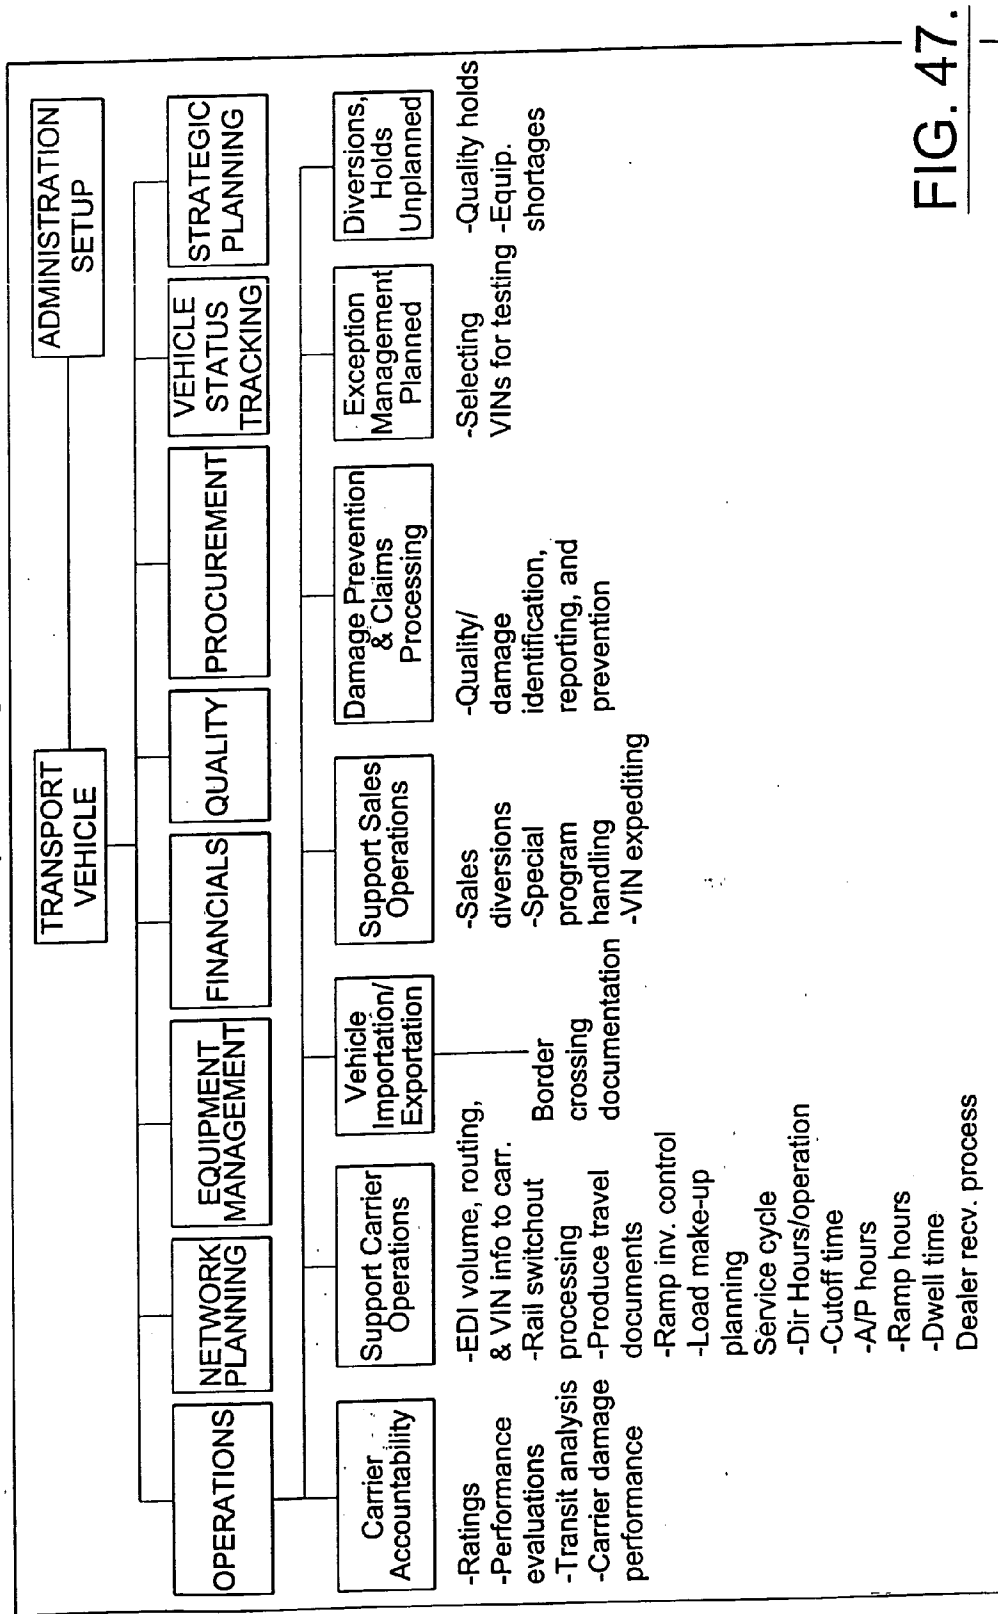 TRANSPORT
VEHICLE
ADMINISTRATION
SETUP
OPERATIONS
NETWORK
PLANNING
EQUIPMENT
MANAGEMENT
FINANCIALS
QUALITY
PROCUREMENT
VEHICLE
STATUS
TRACKING
STRATEGIC
PLANNING
Carrier
Accountability
-Ratings
-Performance
evaluations
-Transit analysis
-Carrier damage
performance
Support Carrier
Operations
-EDI volume, routing,
& VIN info to carr.
-Rail switchout
processing
-Produce travel
documents
-Ramp inv. control
-Load make-up
planning
Service cycle
-Dir Hours/operation
-Cutoff time
-A/P hours
-Ramp hours
-Dwell time
Dealer recv. process
Vehicle
Importation/
Exportation
Border
crossing
documentation
Support Sales
Operations
-Sales
diversions
-Special
program
handling
-VIN expediting
Damage Prevention
& Claims
Processing
-Quality/
damage
identification,
reporting, and
prevention
Exception
Management
Planned
-Selecting
VINs for testing
Diversions,
Holds
Unplanned
-Quality holds
-Equip.
shortages
FIG. 47.